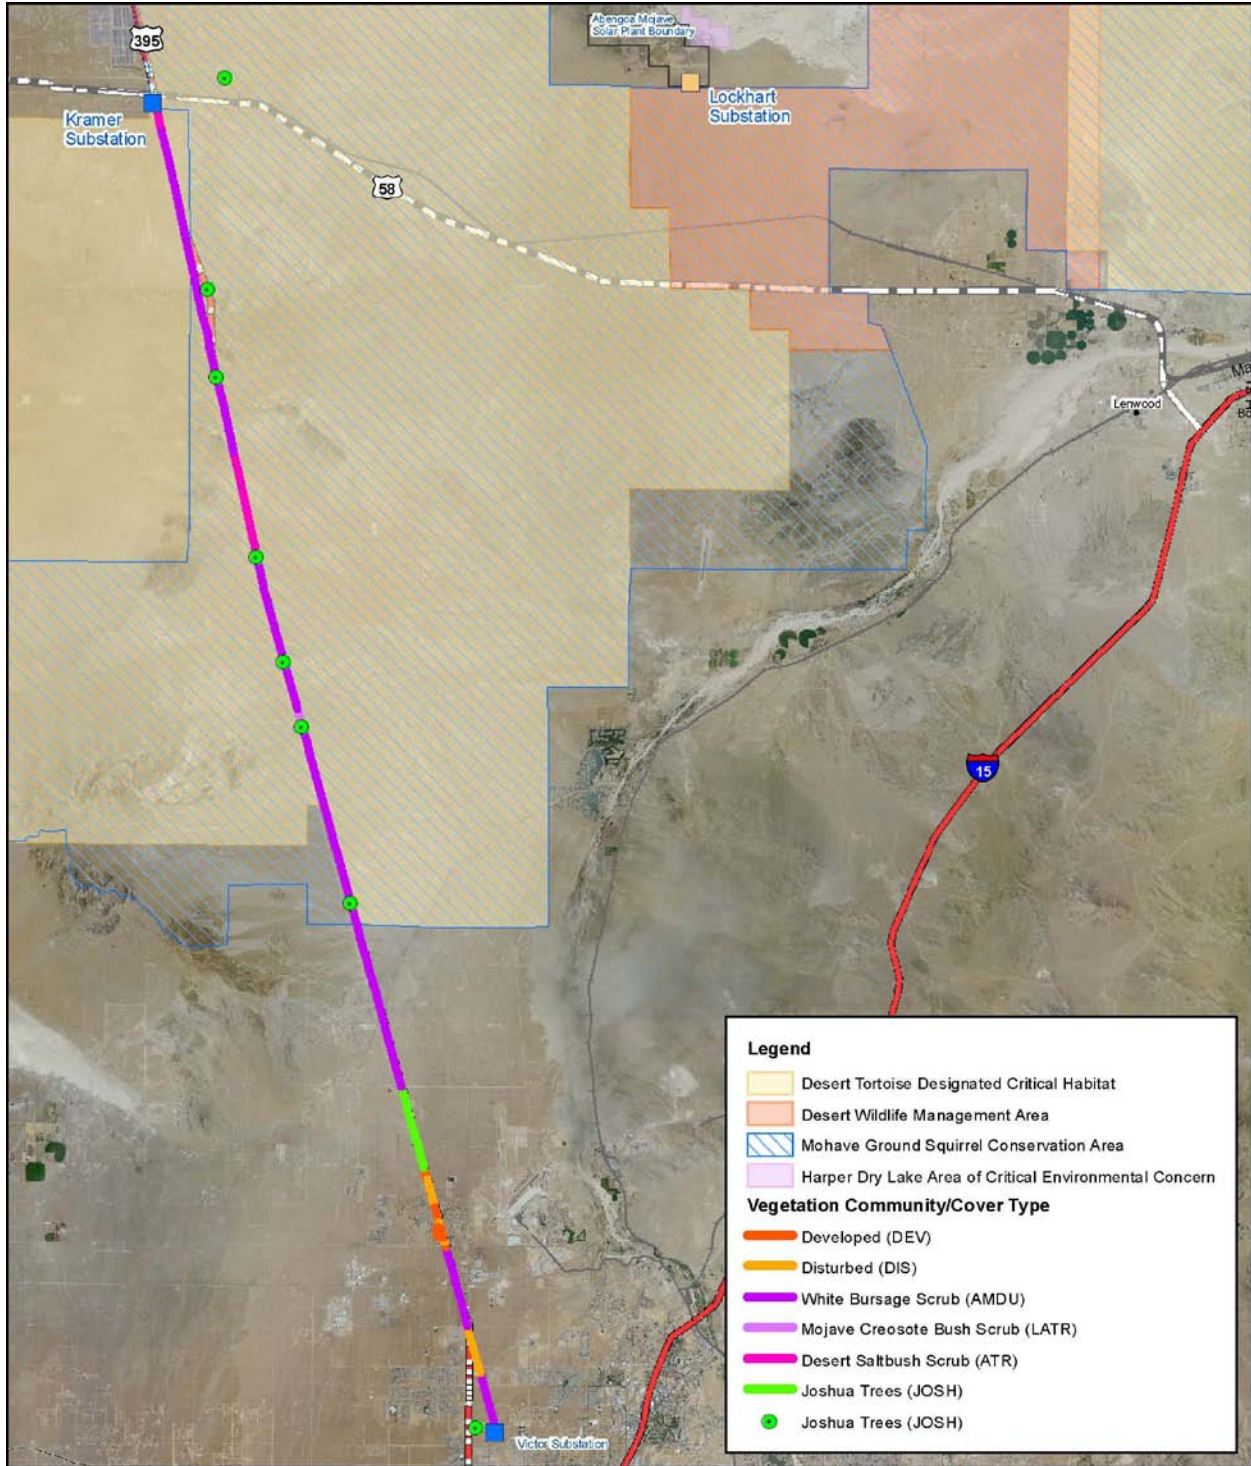 395
Abengoa Mojave
Solar Plant Boundary
Lockhart
Substation
Kramer
Substation
58
Lenwood
15
Legend
Desert Tortoise Designated Critical Habitat
Desert Wildlife Management Area
Mohave Ground Squirrel Conservation Area
Harper Dry Lake Area of Critical Environmental Concern
Vegetation Community/Cover Type
Developed (DEV)
Disturbed (DIS)
White Bursage Scrub (AMDU)
Mojave Creosote Bush Scrub (LATR)
Desert Saltbush Scrub (ATR)
Joshua Trees (JOSH)
Joshua Trees (JOSH)
Victor Substation